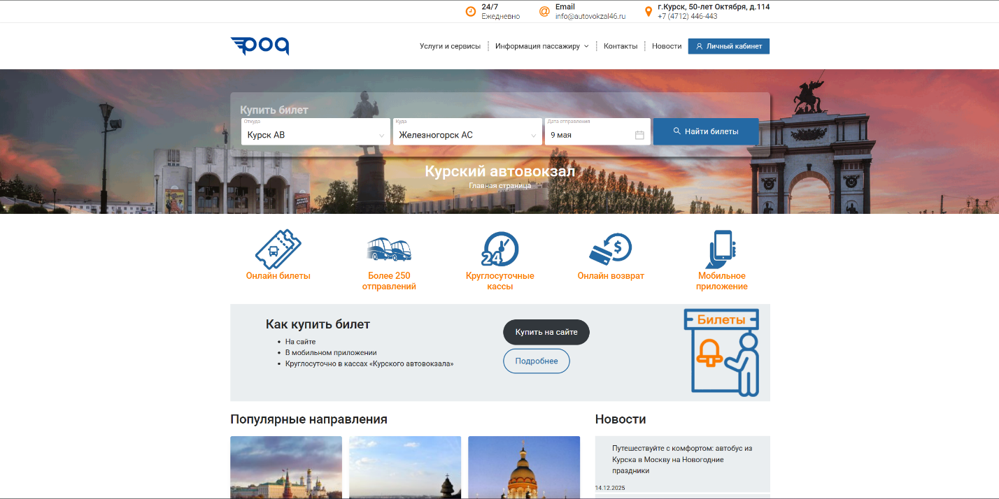 24/7
Ежедневно
Email
info@autovokzal46.ru
г.Курск, 50-лет Октября, д.114
+7 (4712) 446-443
роф
Услуги и сервисы
Информация пассажиру
Контакты
Новости
Личный кабинет
Купить билет
Откуда
Курск АВ
Куда
Железногорск АС
Дата отправления
9 мая
Найти билеты
Курский автовокзал
Главная страница
24
Онлайн билеты
Более 250
отправлений
Круглосуточные
кассы
Онлайн возврат
Мобильное
приложение
Как купить билет
На сайте
В мобильном приложении
Круглосуточно в кассах «Курского автовокзала»
Купить на сайте
Подробнее
Билеты
Популярные направления
Новости
Путешествуйте с комфортом: автобус из
Курска в Москву на Новогодние
праздники
14.12.2025